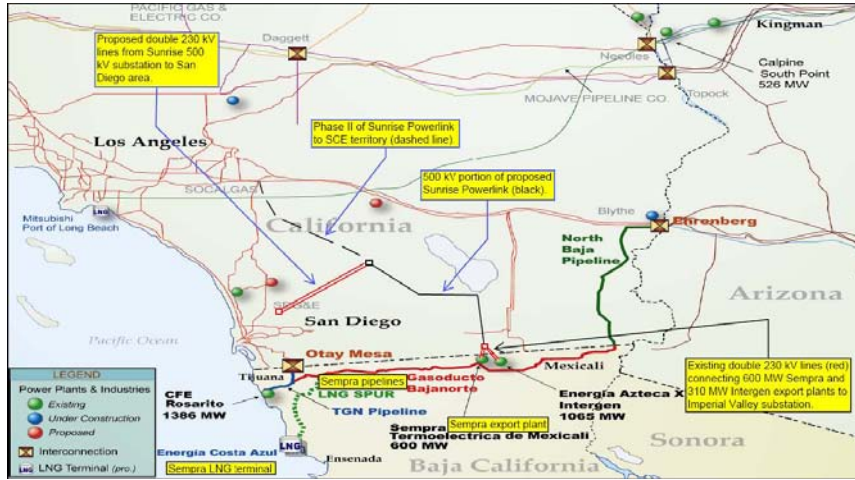 PACIFIC GAS &
ELECTRIC CO.
Daggett
Kingman
Needles
Proposed double 230 kV
lines from Sunrise 500
kV substation to San
Diego area.
Calpine
South Point
526 MW
MOJAVE PIPELINE CO.
Topock
Los Angeles
Phase II of Sunrise Powerlink
to SCE territory (dashed line).
500 kV portion of proposed
Sunrise Powerlink (black).
SOCALGAS
LNG
Mitsubishi
Port of Long Beach
California
Blythe
Ehrenberg
North
Baja
Pipeline
Arizona
SDG&E
San Diego
Pacific Ocean
Otay Mesa
Mexicali
Existing double 230 kV lines (red)
connecting 600 MW Sempra and
310 MW Intergen export plants to
Imperial Valley substation.
LEGEND
Power Plants & Industries
Existing
Under Construction
Proposed
Interconnection
LNG Terminal (pro.)
Tijuana
Sempra pipelines
Gasoducto
Bajanorte
LNG SPUR
CFE
Rosarito
1386 MW
TGN Pipeline
Energía Azteca X
Intergen
1065 MW
Sempra export plant
Sempra
Termoelectrica de Mexicali
600 MW
Energía Costa Azul
LNG
Sempra LNG terminal
Ensenada
Baja California
Sonora